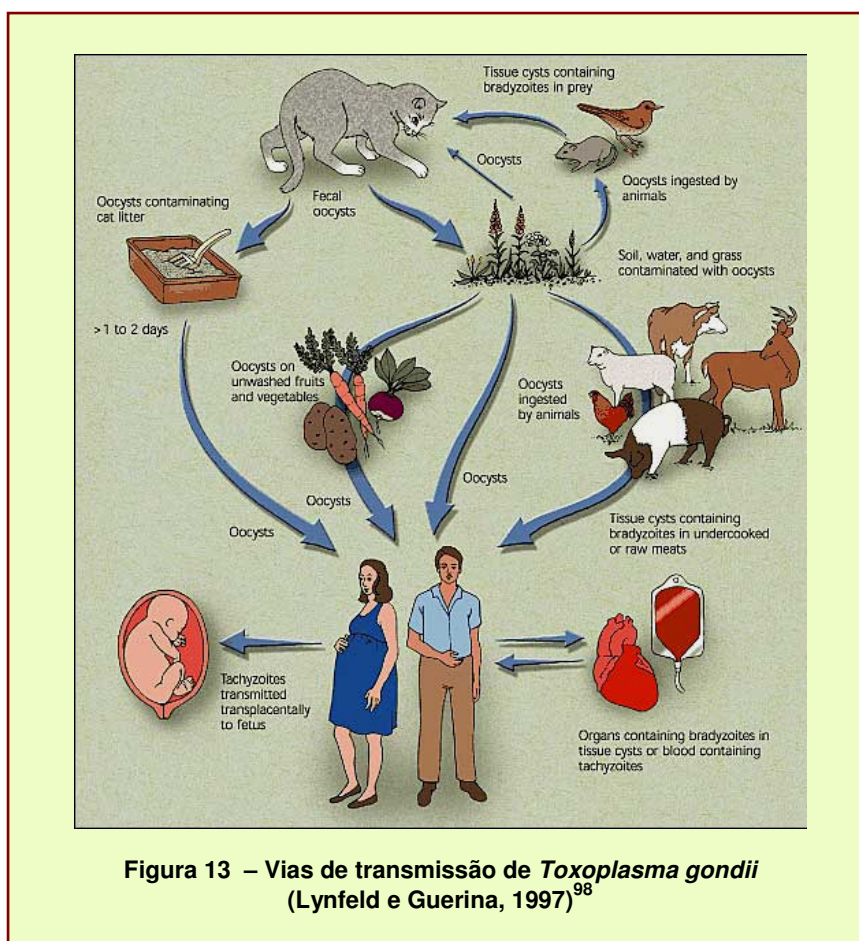 Tissue cysts containing
bradyzoites in prey
Oocysts
Oocysts ingested by
animals
Oocysts contaminating
cat litter
Fecal
oocysts
Soil, water, and grass
contaminated with oocysts
>1 to 2 days
Oocysts on
unwashed fruits
and vegetables
Oocysts
ingested
by animals
Oocysts
Oocysts
Oocysts
Tissue cysts containing
bradyzoites in undercooked
or raw meats
Tachyzoites
transmitted
transplacentally
to fetus
Organs containing bradyzoites in
tissue cysts or blood containing
tachyzoites
Figura 13 – Vias de transmissão de Toxoplasma gondii
(Lynfeld e Guerina, 1997)98